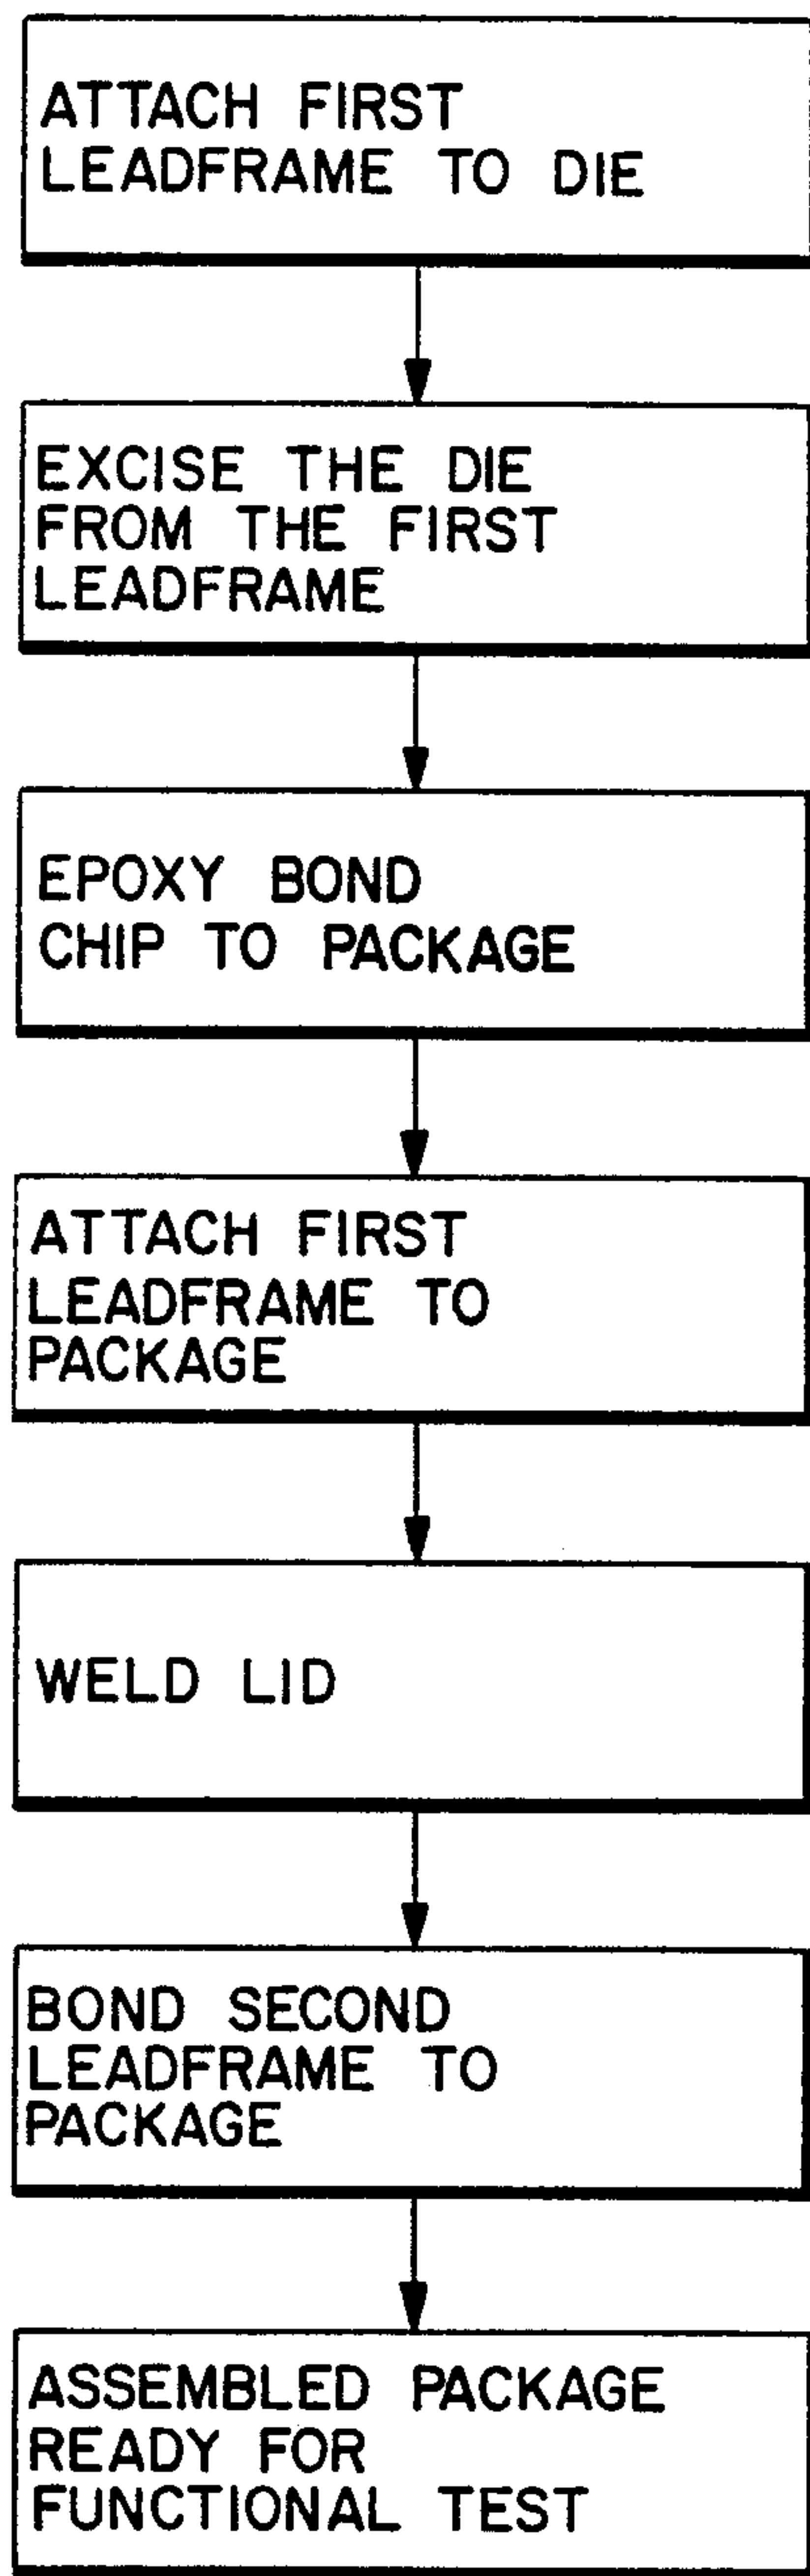 ATTACH FIRST
LEADFRAME TO DIE
EXCISE THE DIE
FROM THE FIRST
LEADFRAME
EPOXY BOND
CHIP TO PACKAGE
ATTACH FIRST
LEADFRAME TO
PACKAGE
WELD LID
BOND SECOND
LEADFRAME TO
PACKAGE
ASSEMBLED PACKAGE
READY FOR
FUNCTIONAL TEST